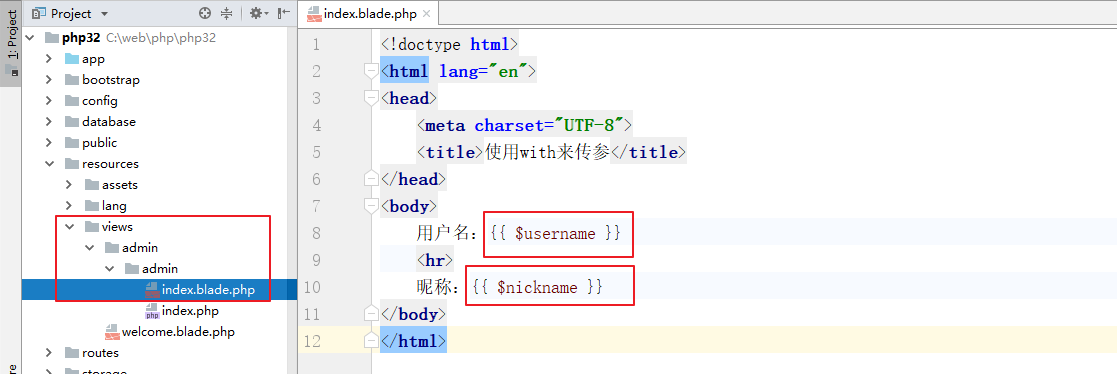 1: Project
Project
php32 C:\web\php\php32
app
bootstrap
config
database
public
resources
assets
lang
views
admin
admin
index.blade.php
index.php
welcome.blade.php
routes
storage
index.blade.php
1 <!doctype html>
2 <html lang="en">
3 <head>
4 <meta charset="UTF-8">
5 <title>使用with来传参</title>
6 </head>
7 <body>
8 用户名：{{ $username }}
9 <hr>
10 昵称：{{ $nickname }}
11 </body>
12 </html>